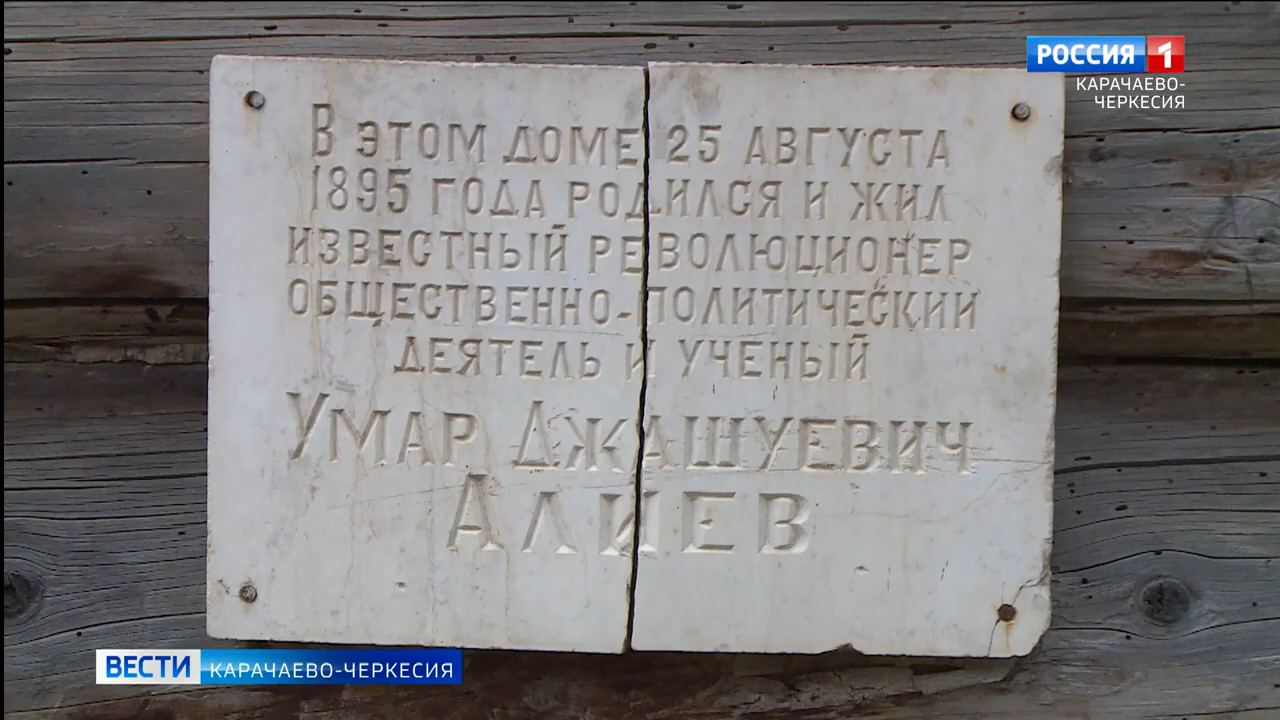 РОССИЯ 1
КАРАЧАЕВО-
ЧЕРКЕСИЯ
В ЭТОМ ДОМЕ 25 АВГУСТА
1895 ГОДА РОДИЛСЯ И ЖИЛ
ИЗВЕСТНЫЙ РЕВОЛЮЦИОНЕР
ОБЩЕСТВЕННО-ПОЛИТИЧЕСКИЙ
ДЕЯТЕЛЬ И УЧЕНЫЙ
УМАР ДЖАШУЕВИЧ
АЛИЕВ
ВЕСТИ КАРАЧАЕВО-ЧЕРКЕСИЯ